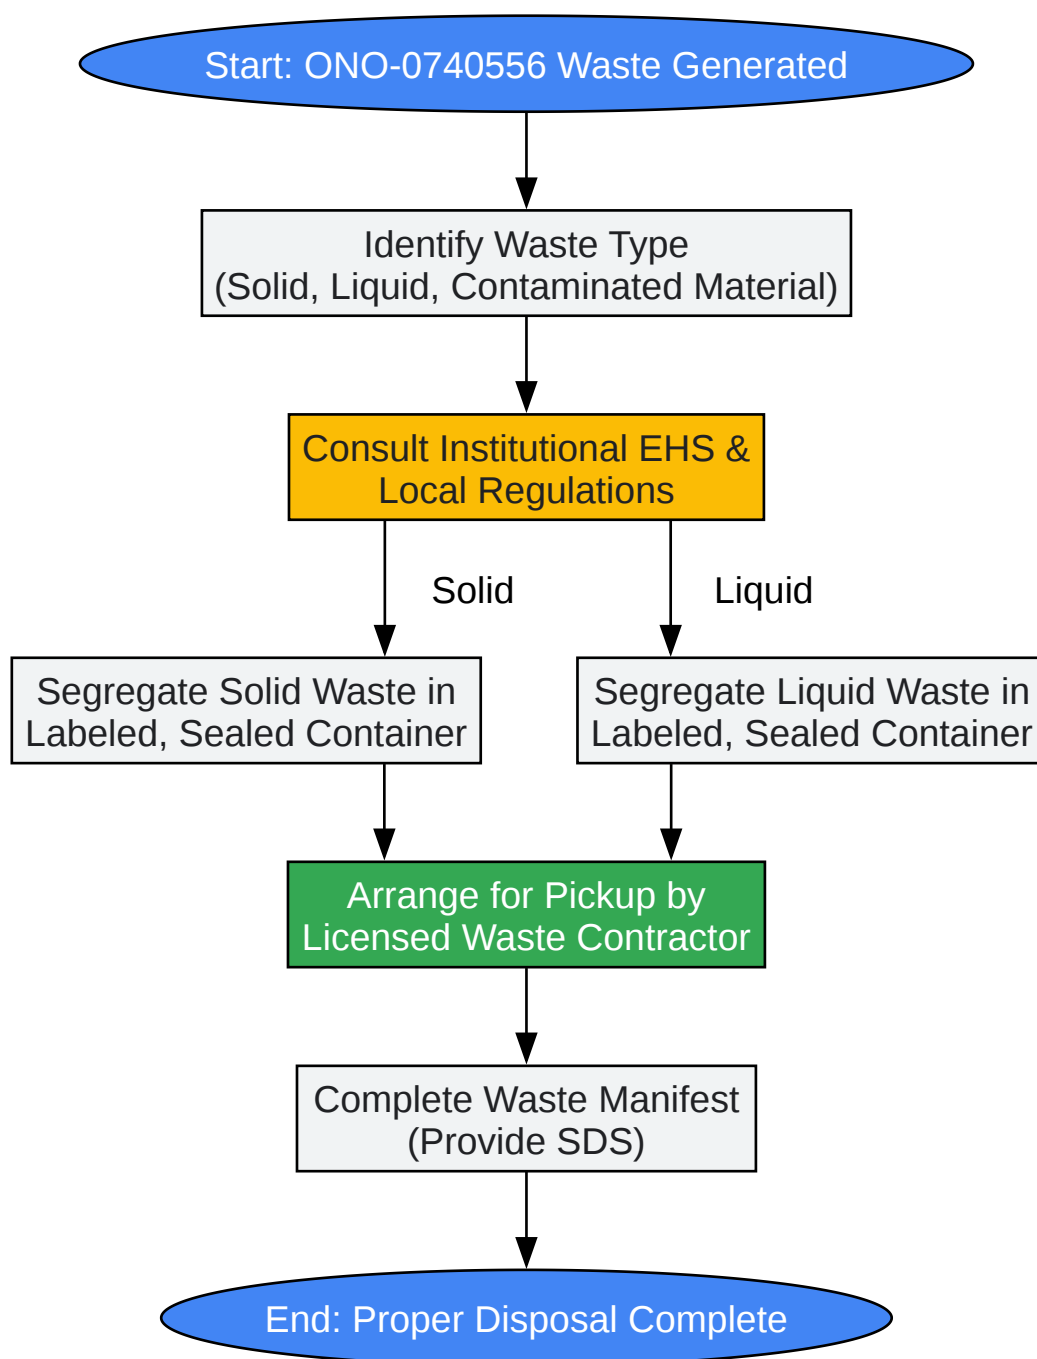 Start: ONO-0740556 Waste Generated
Identify Waste Type
(Solid, Liquid, Contaminated Material)
Consult Institutional EHS &
Local Regulations
Solid
Liquid
Segregate Solid Waste in
Labeled, Sealed Container
Segregate Liquid Waste in
Labeled, Sealed Container
Arrange for Pickup by
Licensed Waste Contractor
Complete Waste Manifest
(Provide SDS)
End: Proper Disposal Complete